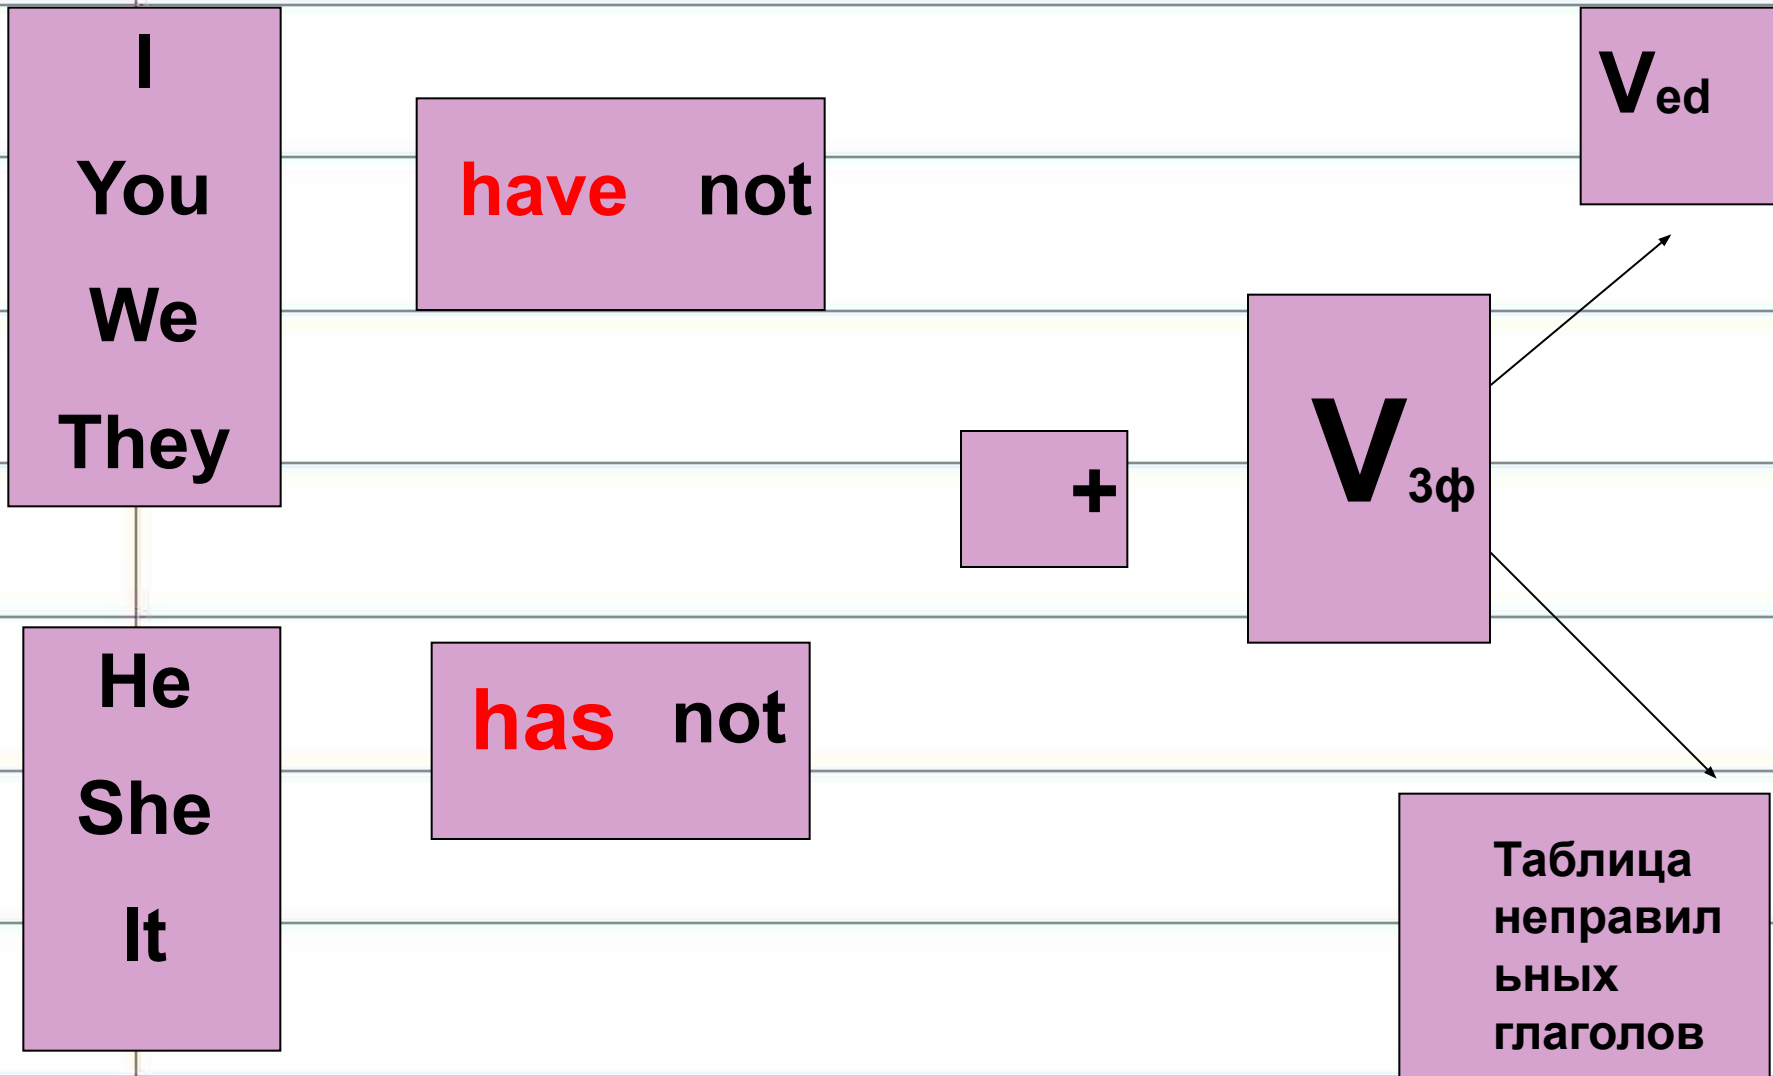 I
You
We
They
have not
He
She
It
has not
+
V3ф
Ved
Таблица
неправил
ьных
глаголов